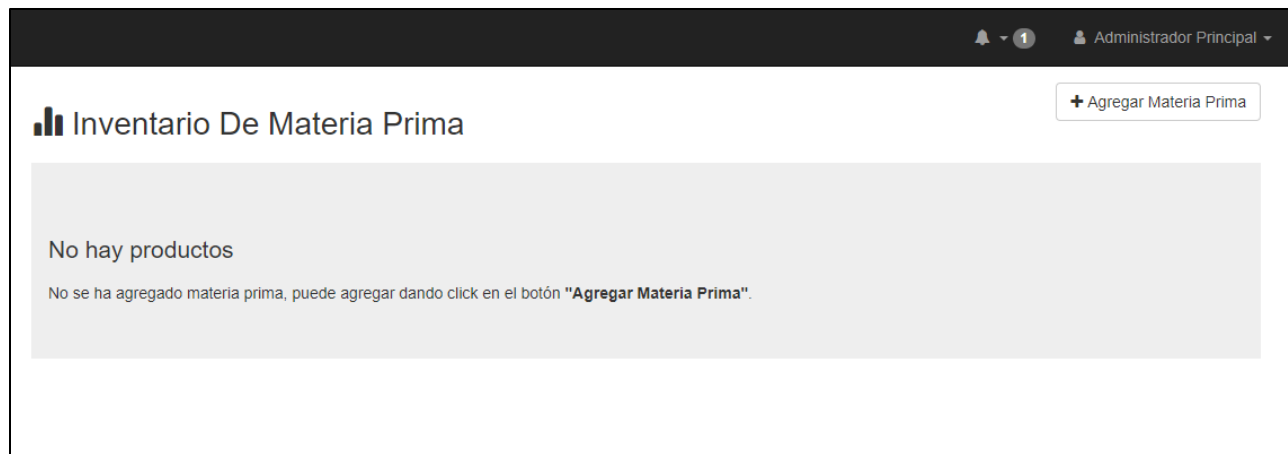 1
Administrador Principal
+ Agregar Materia Prima
Inventario De Materia Prima
No hay productos
No se ha agregado materia prima, puede agregar dando click en el botón "Agregar Materia Prima".